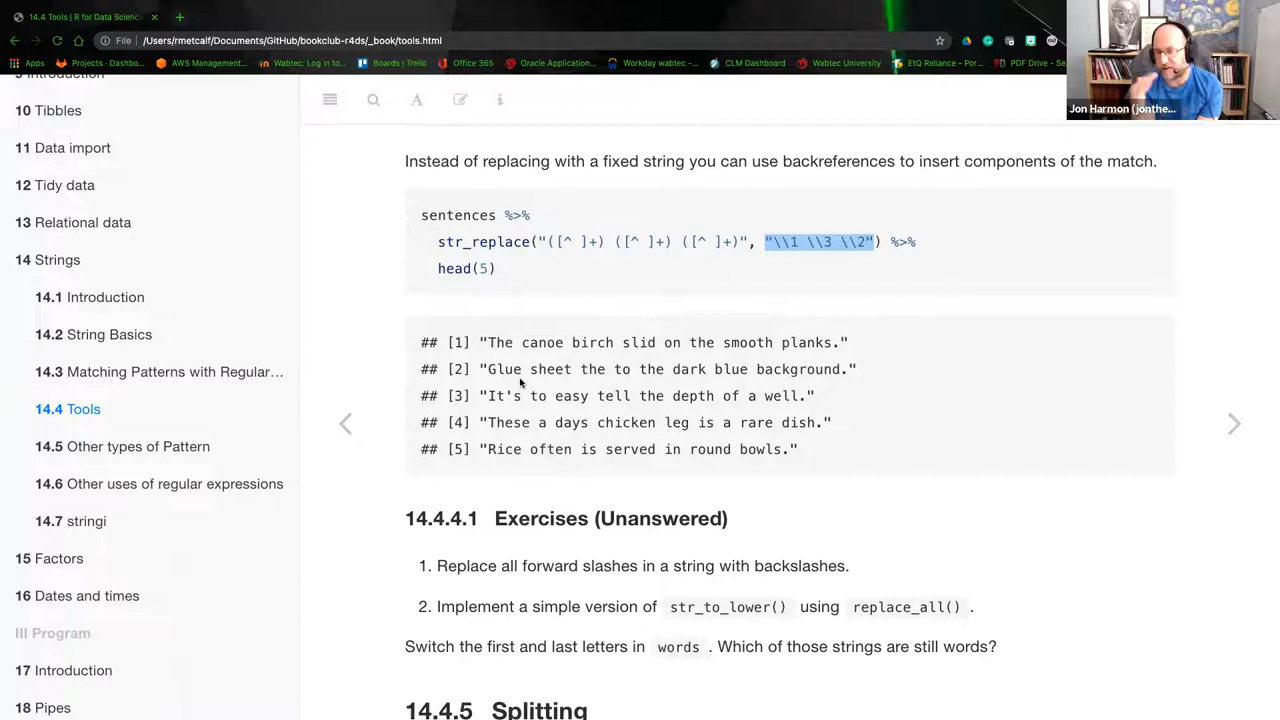 14.4 Tools | R for Data Scienc
File | /Users/rmetcalf/Documents/GitHub/bookclub-r4ds/_book/tools.html
Apps Projects - Dashbo... AWS Management... Wabtec: Log in to... Boards | Trello Office 365 Oracle Application... Workday wabtec -... CLM Dashboard Wabtec University EtQ Reliance - Por... PDF Drive - Se
Jon Harmon (jonthe...
9 Introduction
10 Tibbles
11 Data import
12 Tidy data
13 Relational data
14 Strings
14.1 Introduction
14.2 String Basics
14.3 Matching Patterns with Regular...
14.4 Tools
14.5 Other types of Pattern
14.6 Other uses of regular expressions
14.7 stringi
15 Factors
16 Dates and times
III Program
17 Introduction
18 Pipes
Instead of replacing with a fixed string you can use backreferences to insert components of the match.
sentences %>%
str_replace("([^ ]+) ([^ ]+) ([^ ]+)", "\\1 \\3 \\2") %>%
head(5)
## [1] "The canoe birch slid on the smooth planks."
## [2] "Glue sheet the to the dark blue background."
## [3] "It's to easy tell the depth of a well."
## [4] "These a days chicken leg is a rare dish."
## [5] "Rice often is served in round bowls."
14.4.4.1 Exercises (Unanswered)
1. Replace all forward slashes in a string with backslashes.
2. Implement a simple version of str_to_lower() using replace_all() .
Switch the first and last letters in words . Which of those strings are still words?
14.4.5 Splitting